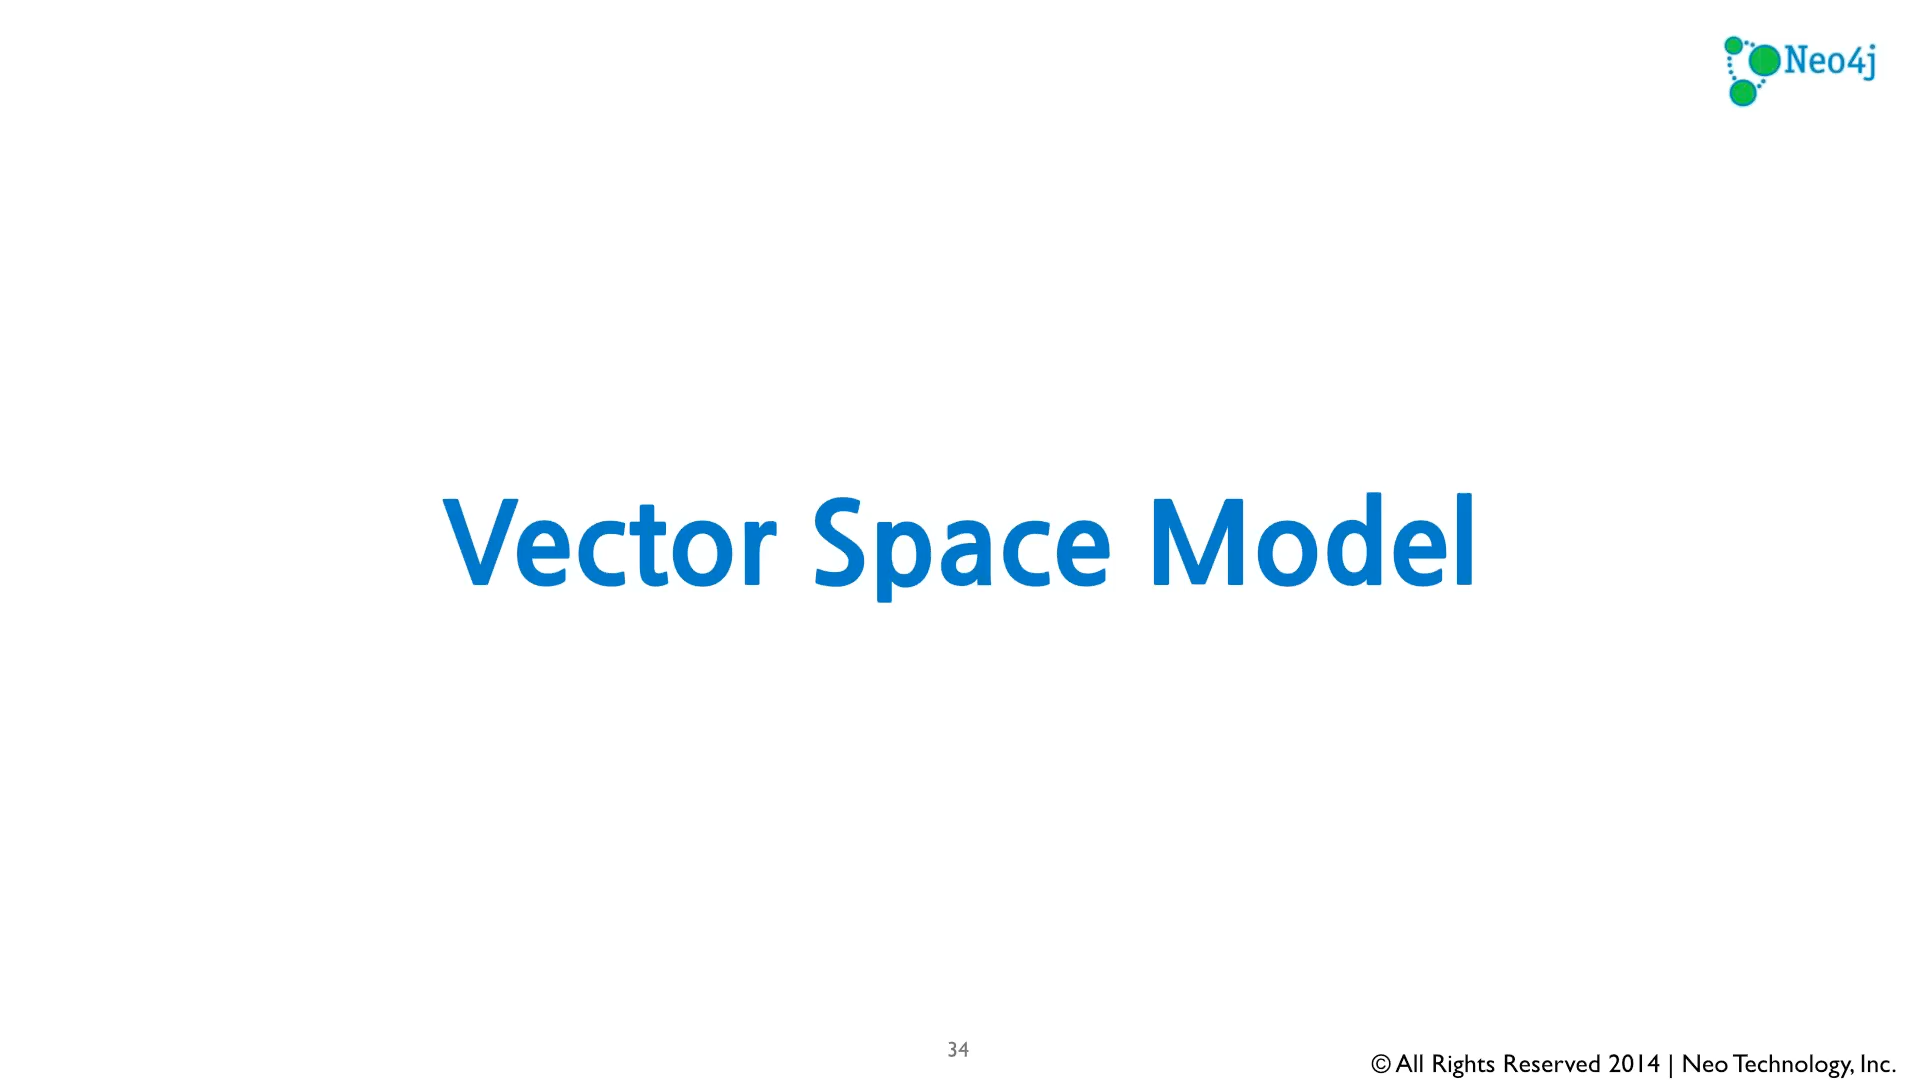 Neo4j
Vector Space Model
34
© All Rights Reserved 2014 | Neo Technology, Inc.